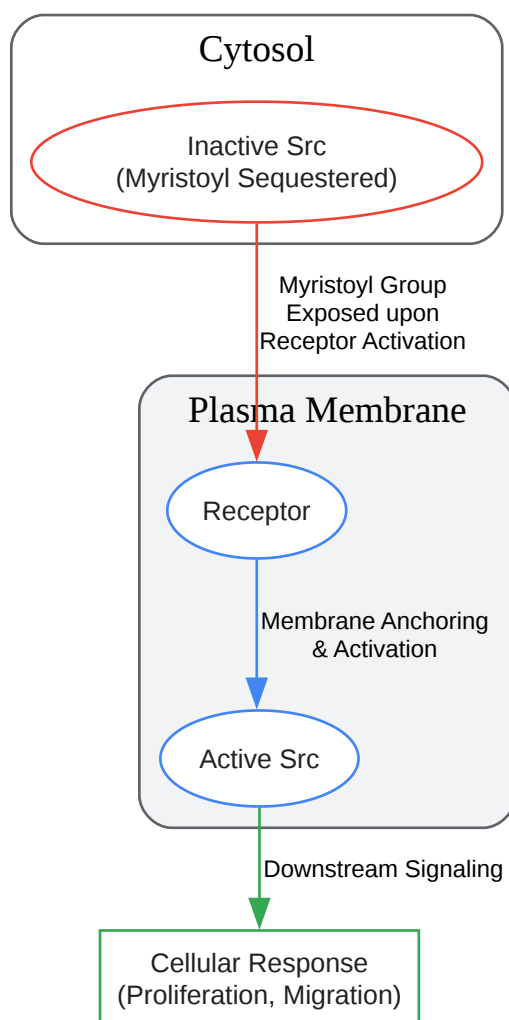 Cytosol
Inactive Src
(Myristoyl Sequestered)
Myristoyl Group
Exposed upon
Receptor Activation
Plasma Membrane
Receptor
Membrane Anchoring
& Activation
Active Src
Downstream Signaling
Cellular Response
(Proliferation, Migration)